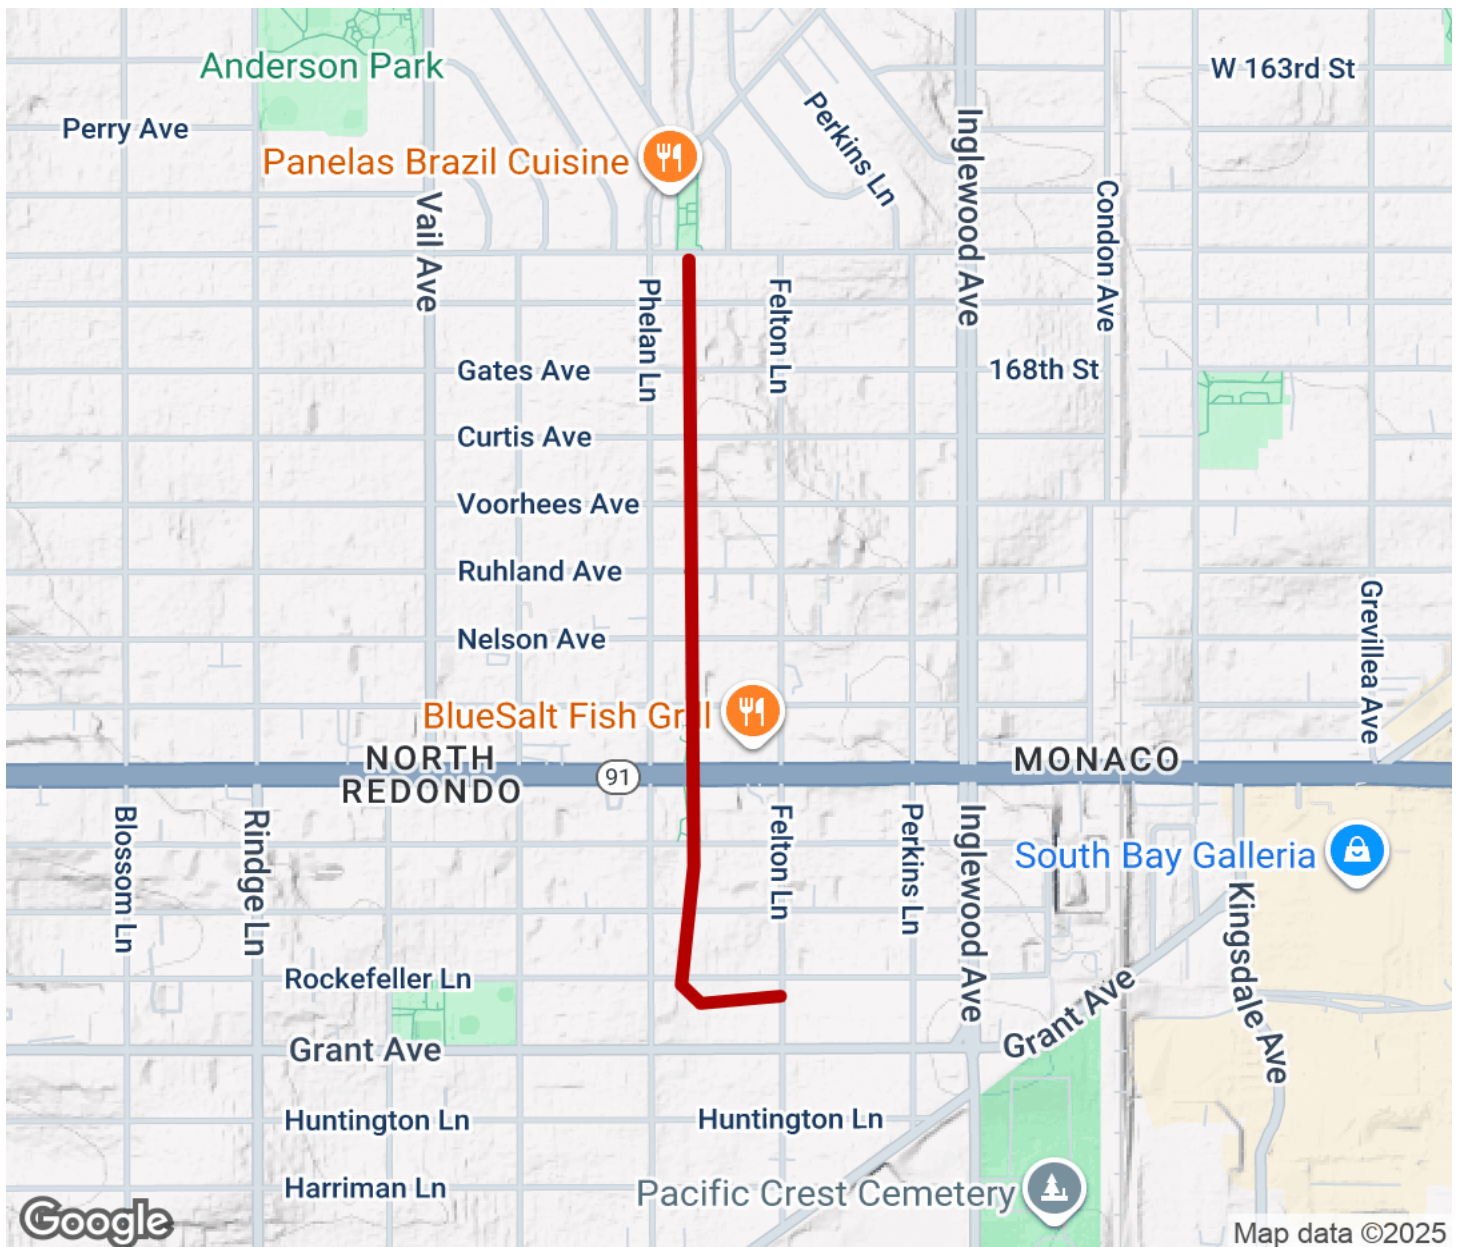 Anderson Park
W 163rd St
Perry Ave
Perkins Ln
Inglewood Ave
Panelas Brazil Cuisine
Condon Ave
Vail Ave
Phelan Ln
Felton Ln
Gates Ave
168th St
Curtis Ave
Voorhees Ave
Ruhland Ave
Grevillea Ave
Nelson Ave
BlueSalt Fish Grill
NORTH
REDONDO
91
MONACO
Blossom Ln
Rindge Ln
Felton Ln
Perkins Ln
Inglewood Ave
South Bay Galleria
Kingsdale Ave
Rockefeller Ln
Grant Ave
Grant Ave
Huntington Ln
Huntington Ln
Harriman Ln
Pacific Crest Cemetery
Google
Map data ©2025